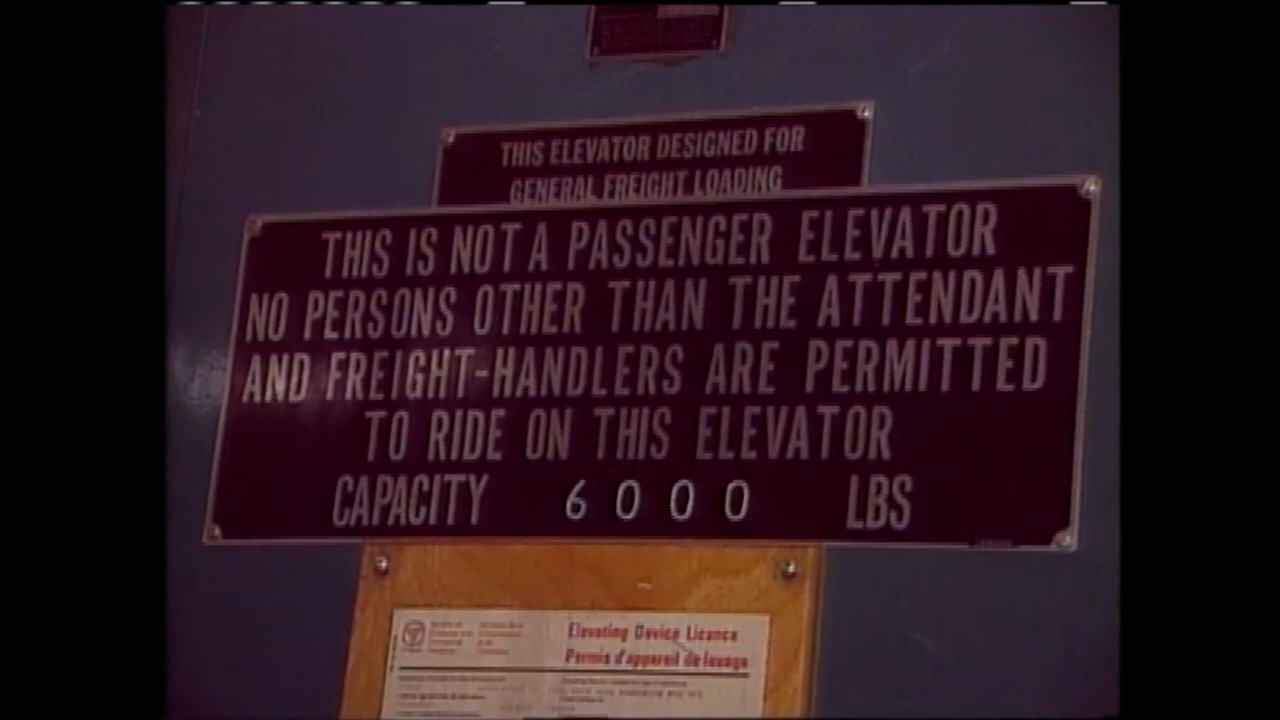 THIS ELEVATOR DESIGNED FOR
GENERAL FREIGHT LOADING
THIS IS NOT A PASSENGER ELEVATOR
NO PERSONS OTHER THAN THE ATTENDANT
AND FREIGHT-HANDLERS ARE PERMITTED
TO RIDE ON THIS ELEVATOR
CAPACITY 6000 LBS
Elevating Device Licence
Permis d'appareil de levage